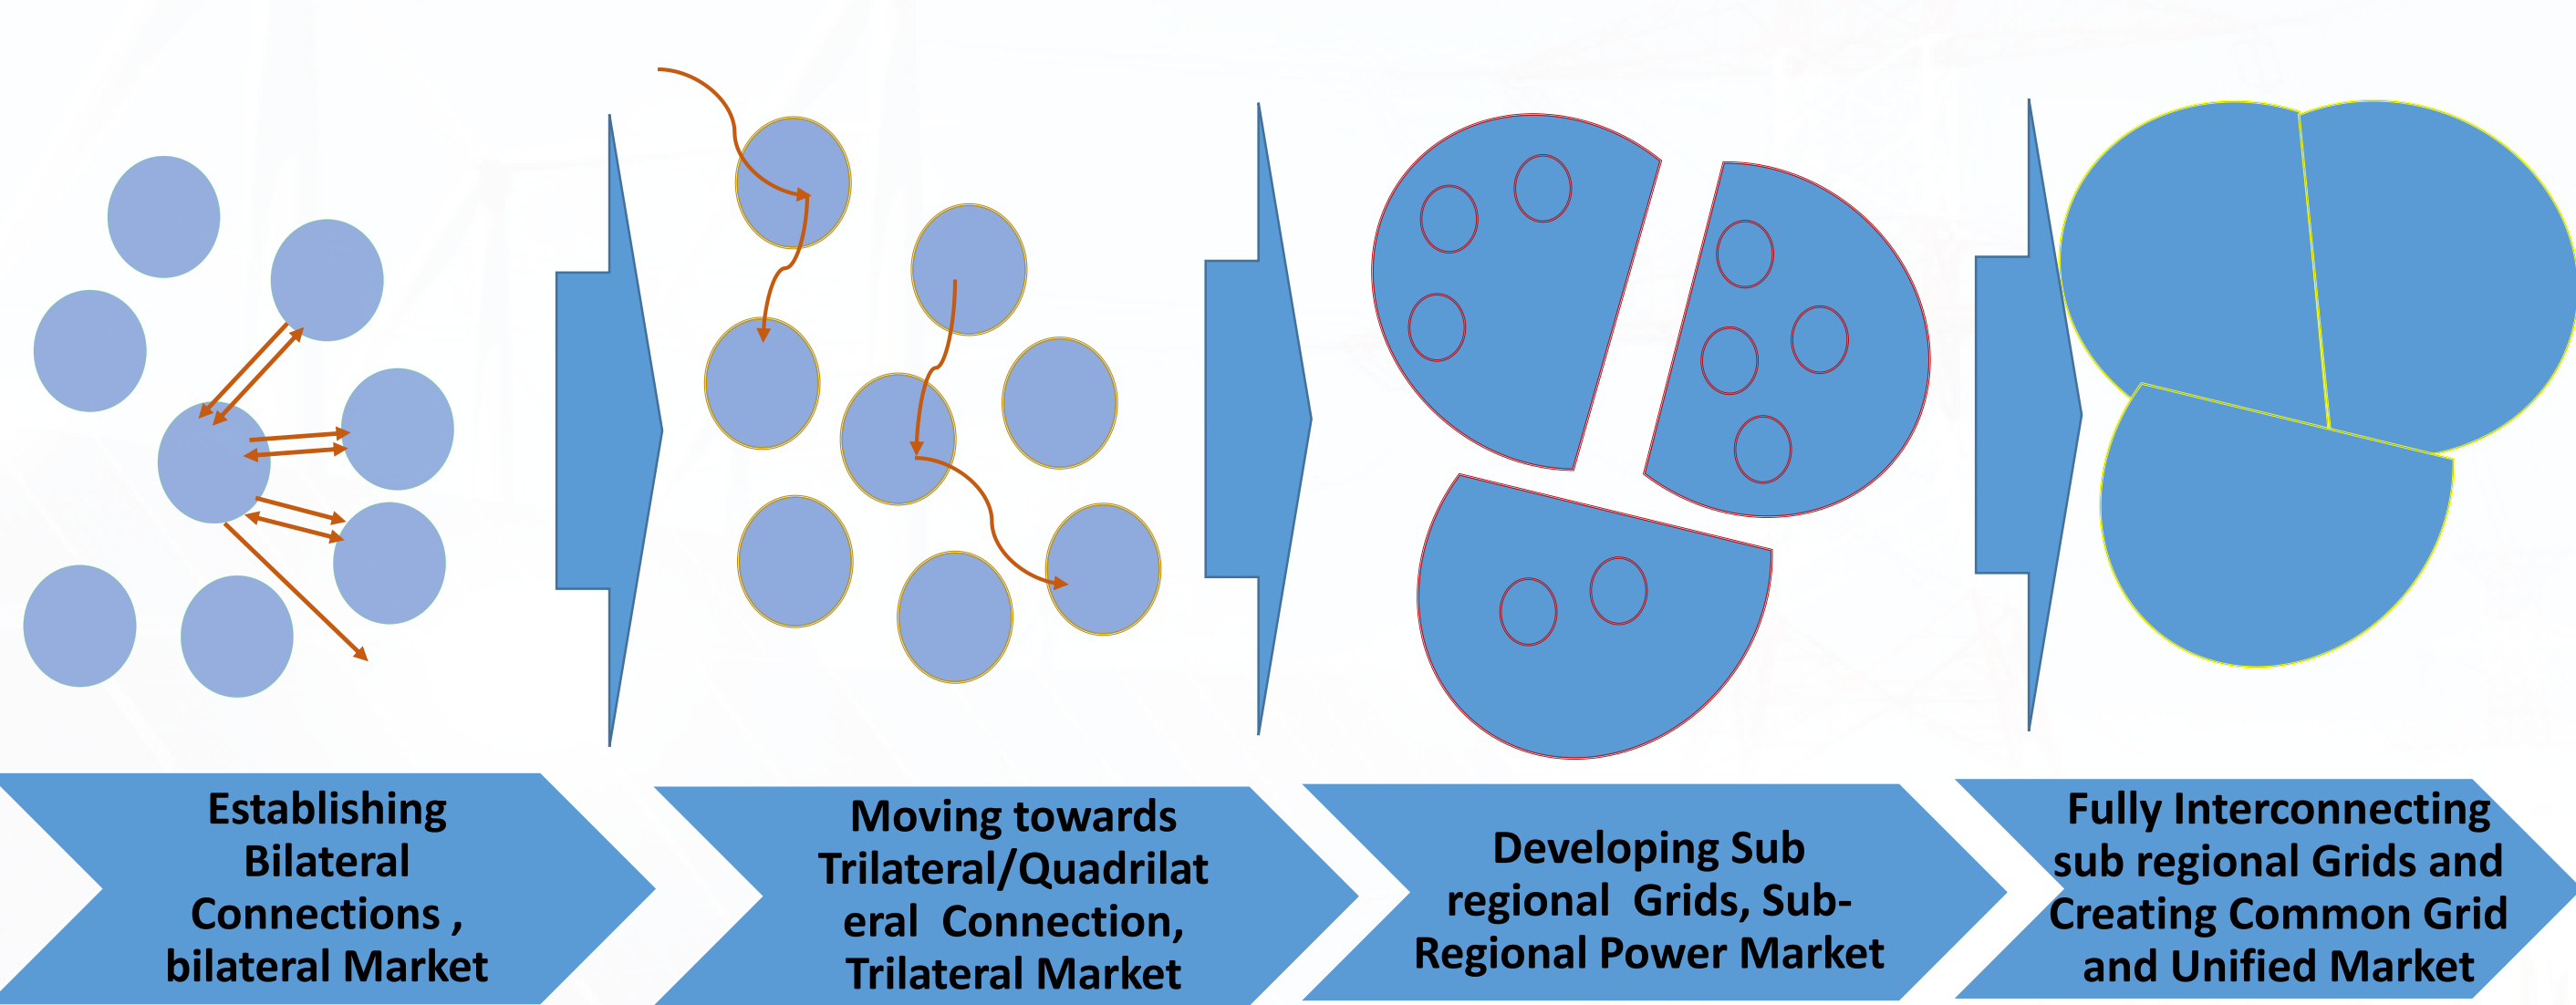 Establishing
Bilateral
Connections ,
bilateral Market
Moving towards
Trilateral/Quadrilat
eral  Connection,
Trilateral Market
Developing Sub
regional  Grids, Sub-
Regional Power Market
Fully Interconnecting
sub regional Grids and
Creating Common Grid
and Unified Market